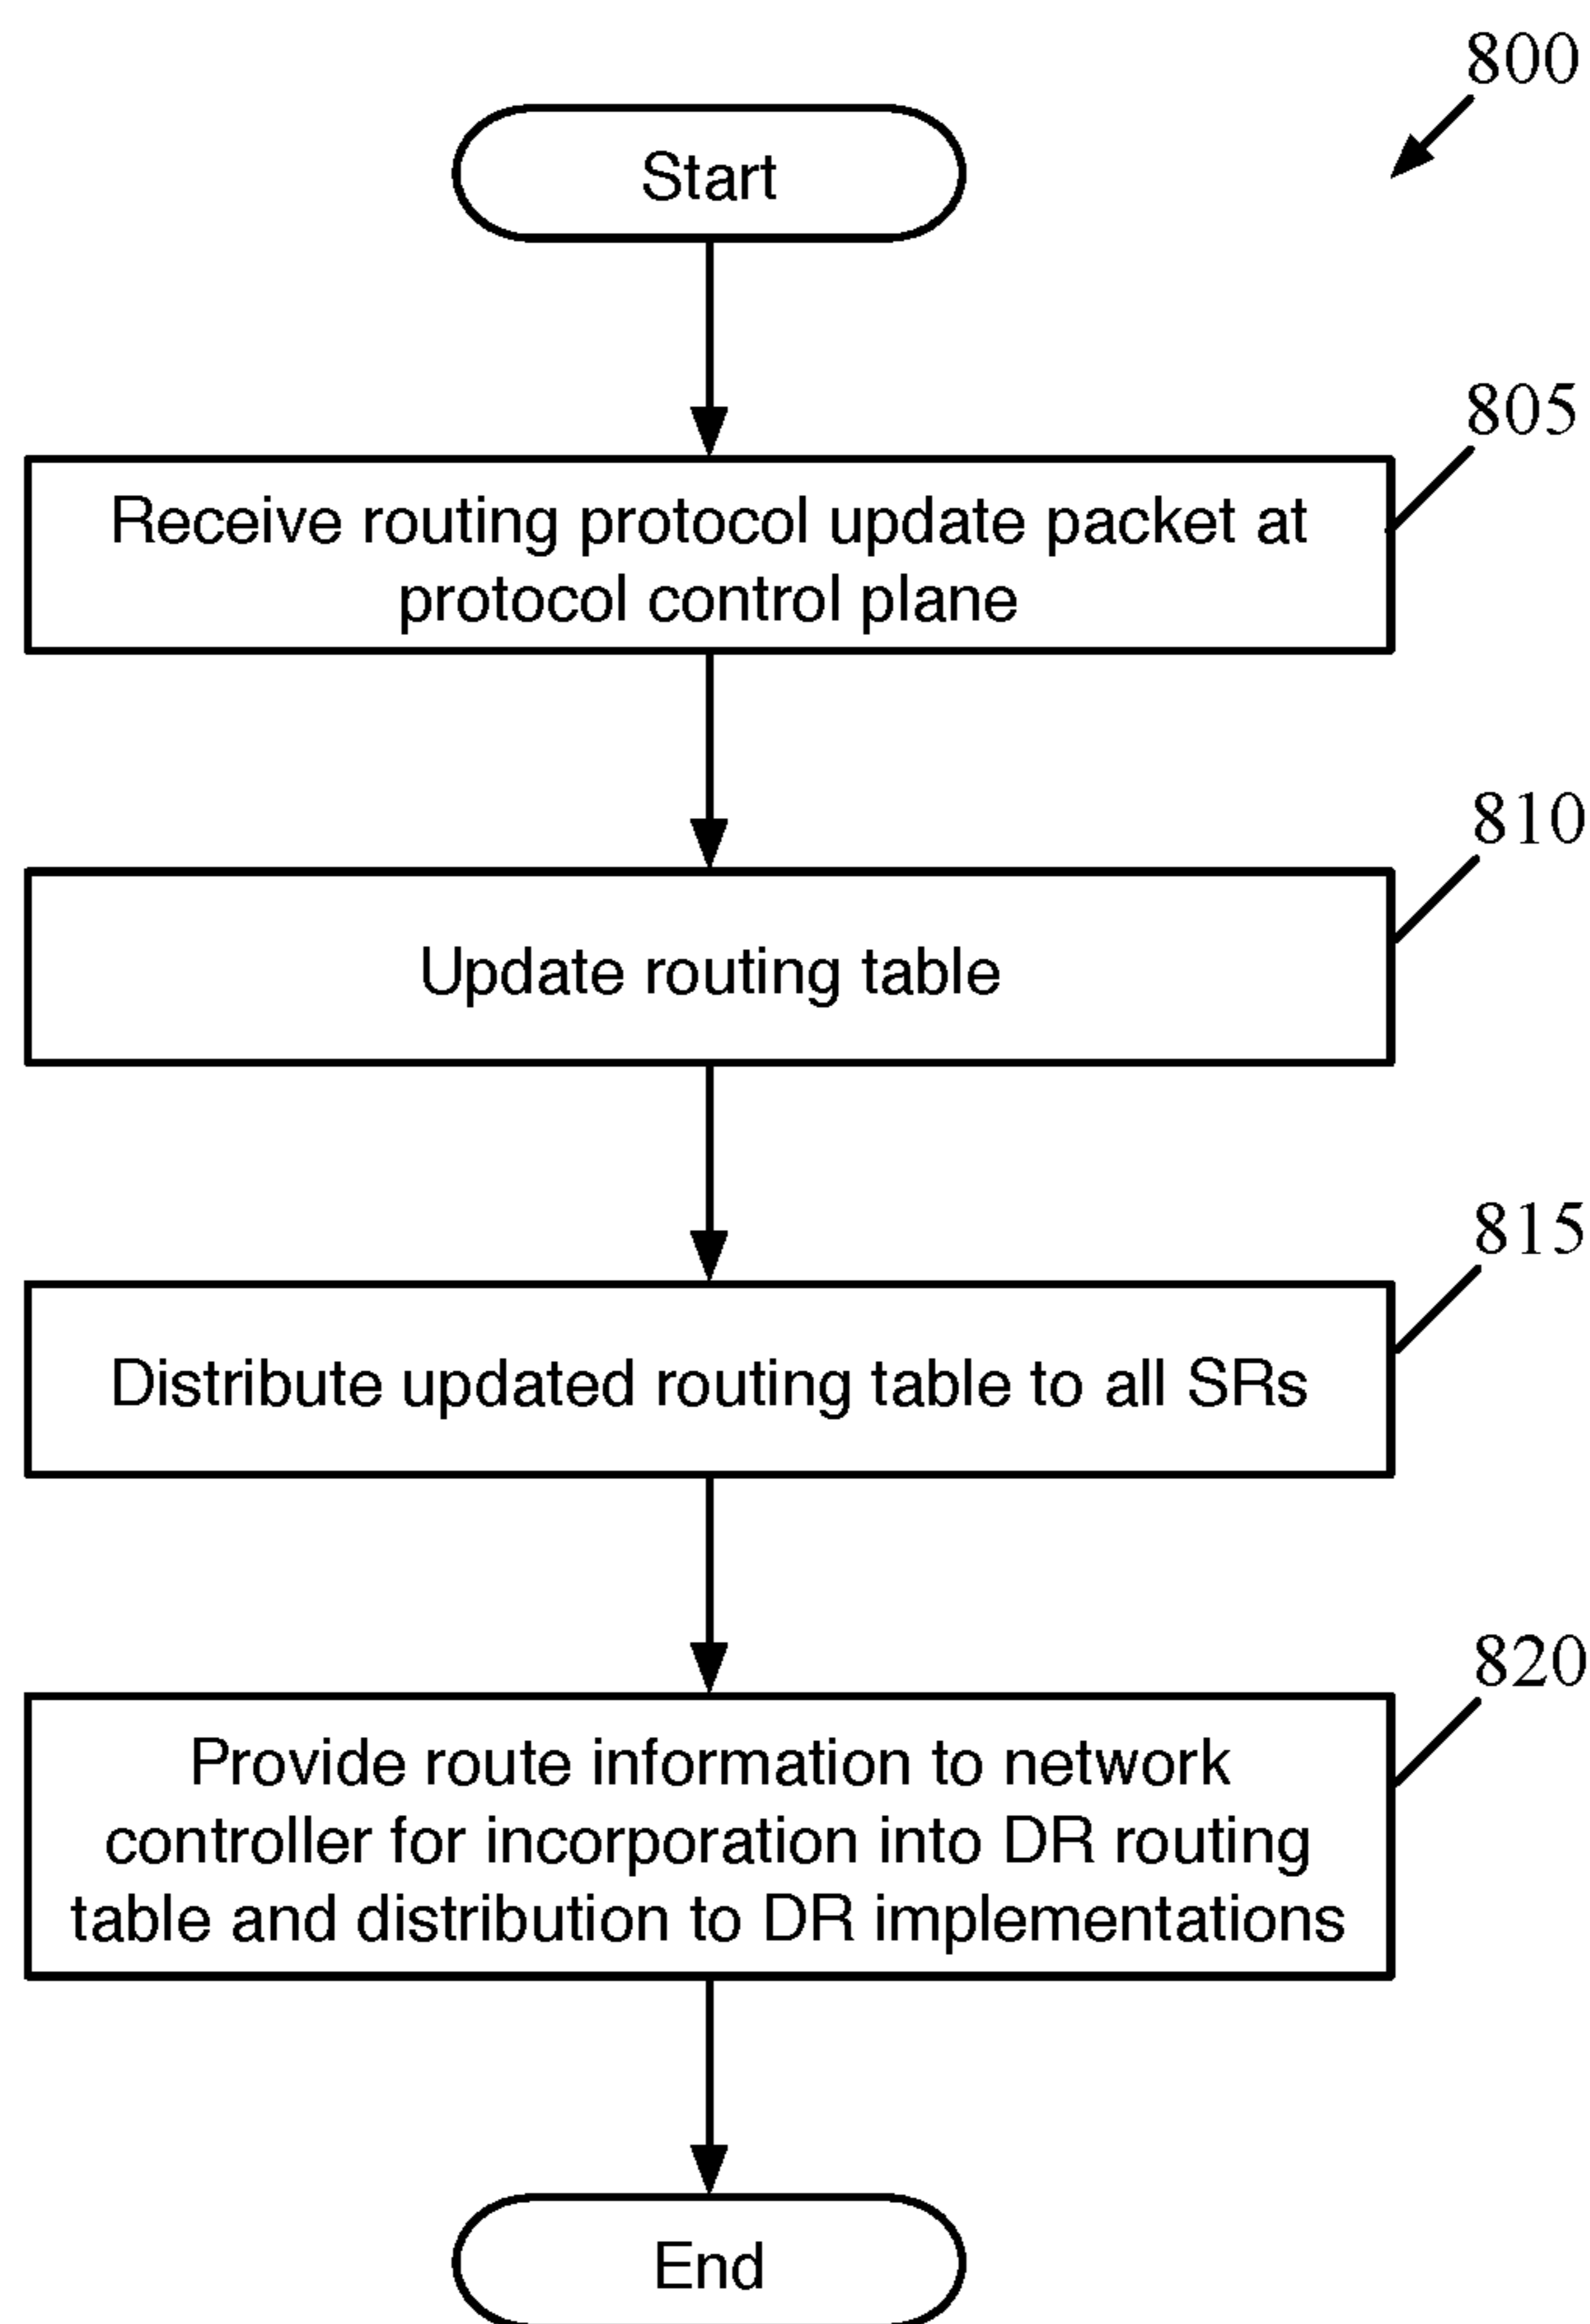 800
Start
805
Receive routing protocol update packet at
protocol control plane
810
Update routing table
815
Distribute updated routing table to all SRs
820
Provide route information to network
controller for incorporation into DR routing
table and distribution to DR implementations
End